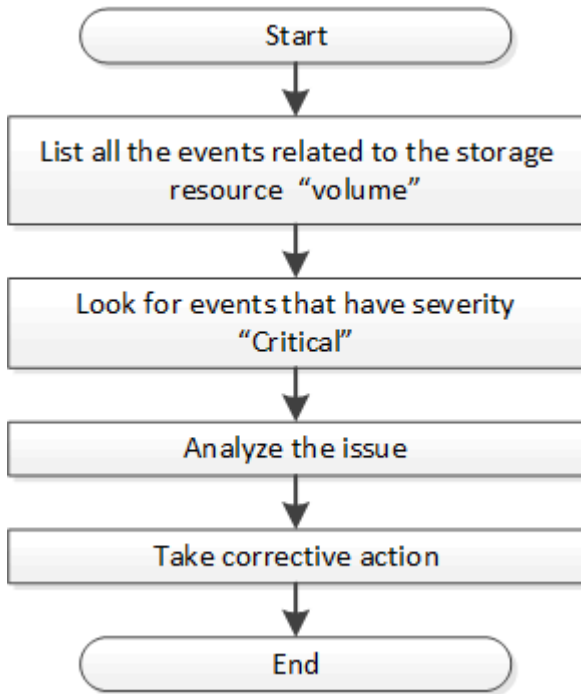 Start
List all the events related to the storage
resource “volume”
Look for events that have severity
“Critical”
Analyze the issue
Take corrective action
End